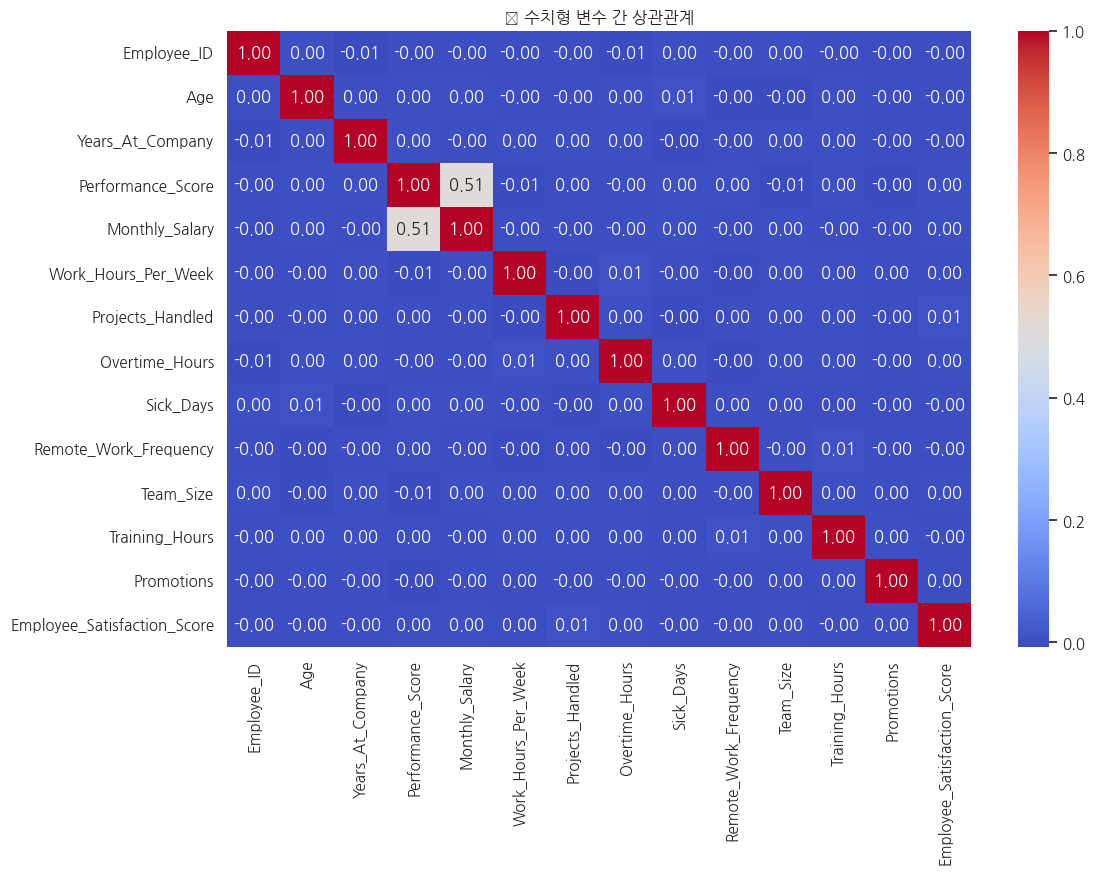 수치형 변수 간 상관관계
Employee_ID 1.00 0.00 -0.01 -0.00 -0.00 -0.00 -0.00 -0.01 0.00 -0.00 0.00 -0.00 -0.00 -0.00
Age 0.00 1.00 0.00 0.00 0.00 -0.00 -0.00 0.00 0.01 -0.00 -0.00 0.00 -0.00 -0.00
Years_At_Company -0.01 0.00 1.00 0.00 -0.00 0.00 0.00 0.00 -0.00 0.00 0.00 0.00 -0.00 -0.00
Performance_Score -0.00 0.00 0.00 1.00 0.51 -0.01 0.00 -0.00 0.00 0.00 -0.01 0.00 -0.00 0.00
Monthly_Salary -0.00 0.00 -0.00 0.51 1.00 -0.00 0.00 -0.00 0.00 -0.00 0.00 -0.00 -0.00 0.00
Work_Hours_Per_Week -0.00 -0.00 0.00 -0.01 -0.00 1.00 -0.00 0.01 -0.00 -0.00 0.00 0.00 0.00 0.00
Projects_Handled -0.00 -0.00 0.00 0.00 0.00 -0.00 1.00 0.00 -0.00 0.00 0.00 0.00 -0.00 0.01
Overtime_Hours -0.01 0.00 0.00 -0.00 -0.00 0.01 0.00 1.00 0.00 -0.00 0.00 0.00 -0.00 -0.00
Sick_Days 0.00 0.01 -0.00 0.00 0.00 -0.00 -0.00 0.00 1.00 0.00 0.00 0.00 -0.00 -0.00
Remote_Work_Frequency -0.00 -0.00 0.00 0.00 -0.00 -0.00 0.00 -0.00 0.00 1.00 -0.00 0.01 -0.00 -0.00
Team_Size 0.00 -0.00 0.00 -0.01 0.00 0.00 0.00 0.00 0.00 -0.00 1.00 0.00 0.00 0.00
Training_Hours -0.00 0.00 0.00 0.00 -0.00 0.00 0.00 0.00 0.00 0.01 0.00 1.00 0.00 -0.00
Promotions -0.00 -0.00 -0.00 -0.00 -0.00 0.00 -0.00 -0.00 -0.00 -0.00 0.00 0.00 1.00 0.00
Employee_Satisfaction_Score -0.00 -0.00 -0.00 0.00 0.00 0.00 0.01 -0.00 -0.00 -0.00 0.00 -0.00 0.00 1.00
Employee_ID
Age
Years_At_Company
Performance_Score
Monthly_Salary
Work_Hours_Per_Week
Projects_Handled
Overtime_Hours
Sick_Days
Remote_Work_Frequency
Team_Size
Training_Hours
Promotions
Employee_Satisfaction_Score
1.0
0.8
0.6
0.4
0.2
0.0